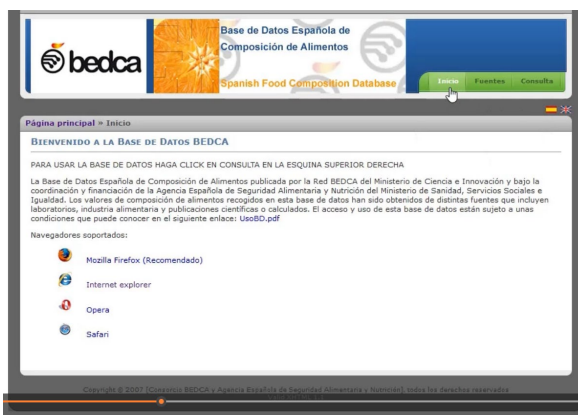 bedca
Base de Datos Española de
Composición de Alimentos
Spanish Food Composition Database
Inicio Fuentes Consulta
Página principal » Inicio
BIENVENIDO A LA BASE DE DATOS BEDCA
PARA USAR LA BASE DE DATOS HAGA CLICK EN CONSULTA EN LA ESQUINA SUPERIOR DERECHA
La Base de Datos Española de Composición de Alimentos publicada por la Red BEDCA del Ministerio de Ciencia e Innovación y bajo la
coordinación y financiación de la Agencia Española de Seguridad Alimentaria y Nutrición del Ministerio de Sanidad, Servicios Sociales e
Igualdad. Los valores de composición de alimentos recogidos en esta base de datos han sido obtenidos de distintas fuentes que incluyen
laboratorios, industria alimentaria y publicaciones científicas o calculados. El acceso y uso de esta base de datos están sujeto a unas
condiciones que puede conocer en el siguiente enlace: UsoBD.pdf
Navegadores soportados:
Mozilla Firefox (Recomendado)
Internet explorer
Opera
Safari
Copyright © 2007 [Consorcio BEDCA y Agencia Española de Seguridad Alimentaria y Nutrición]. todos los derechos reservados